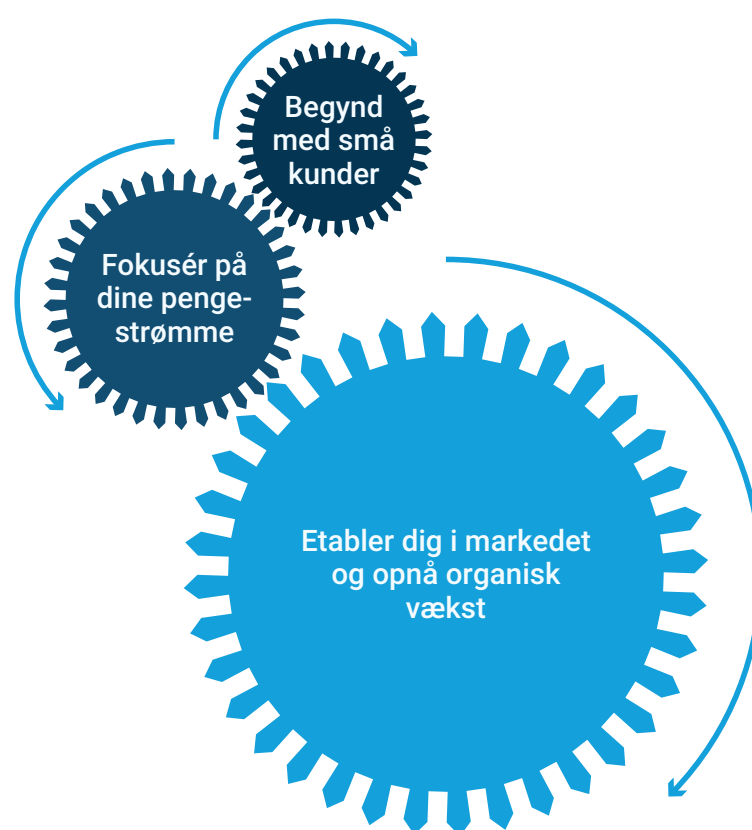 Begynd
med små
kunder
Fokusér på
dine penge-
strømme
Etabler dig i markedet
og opnå organisk
vækst